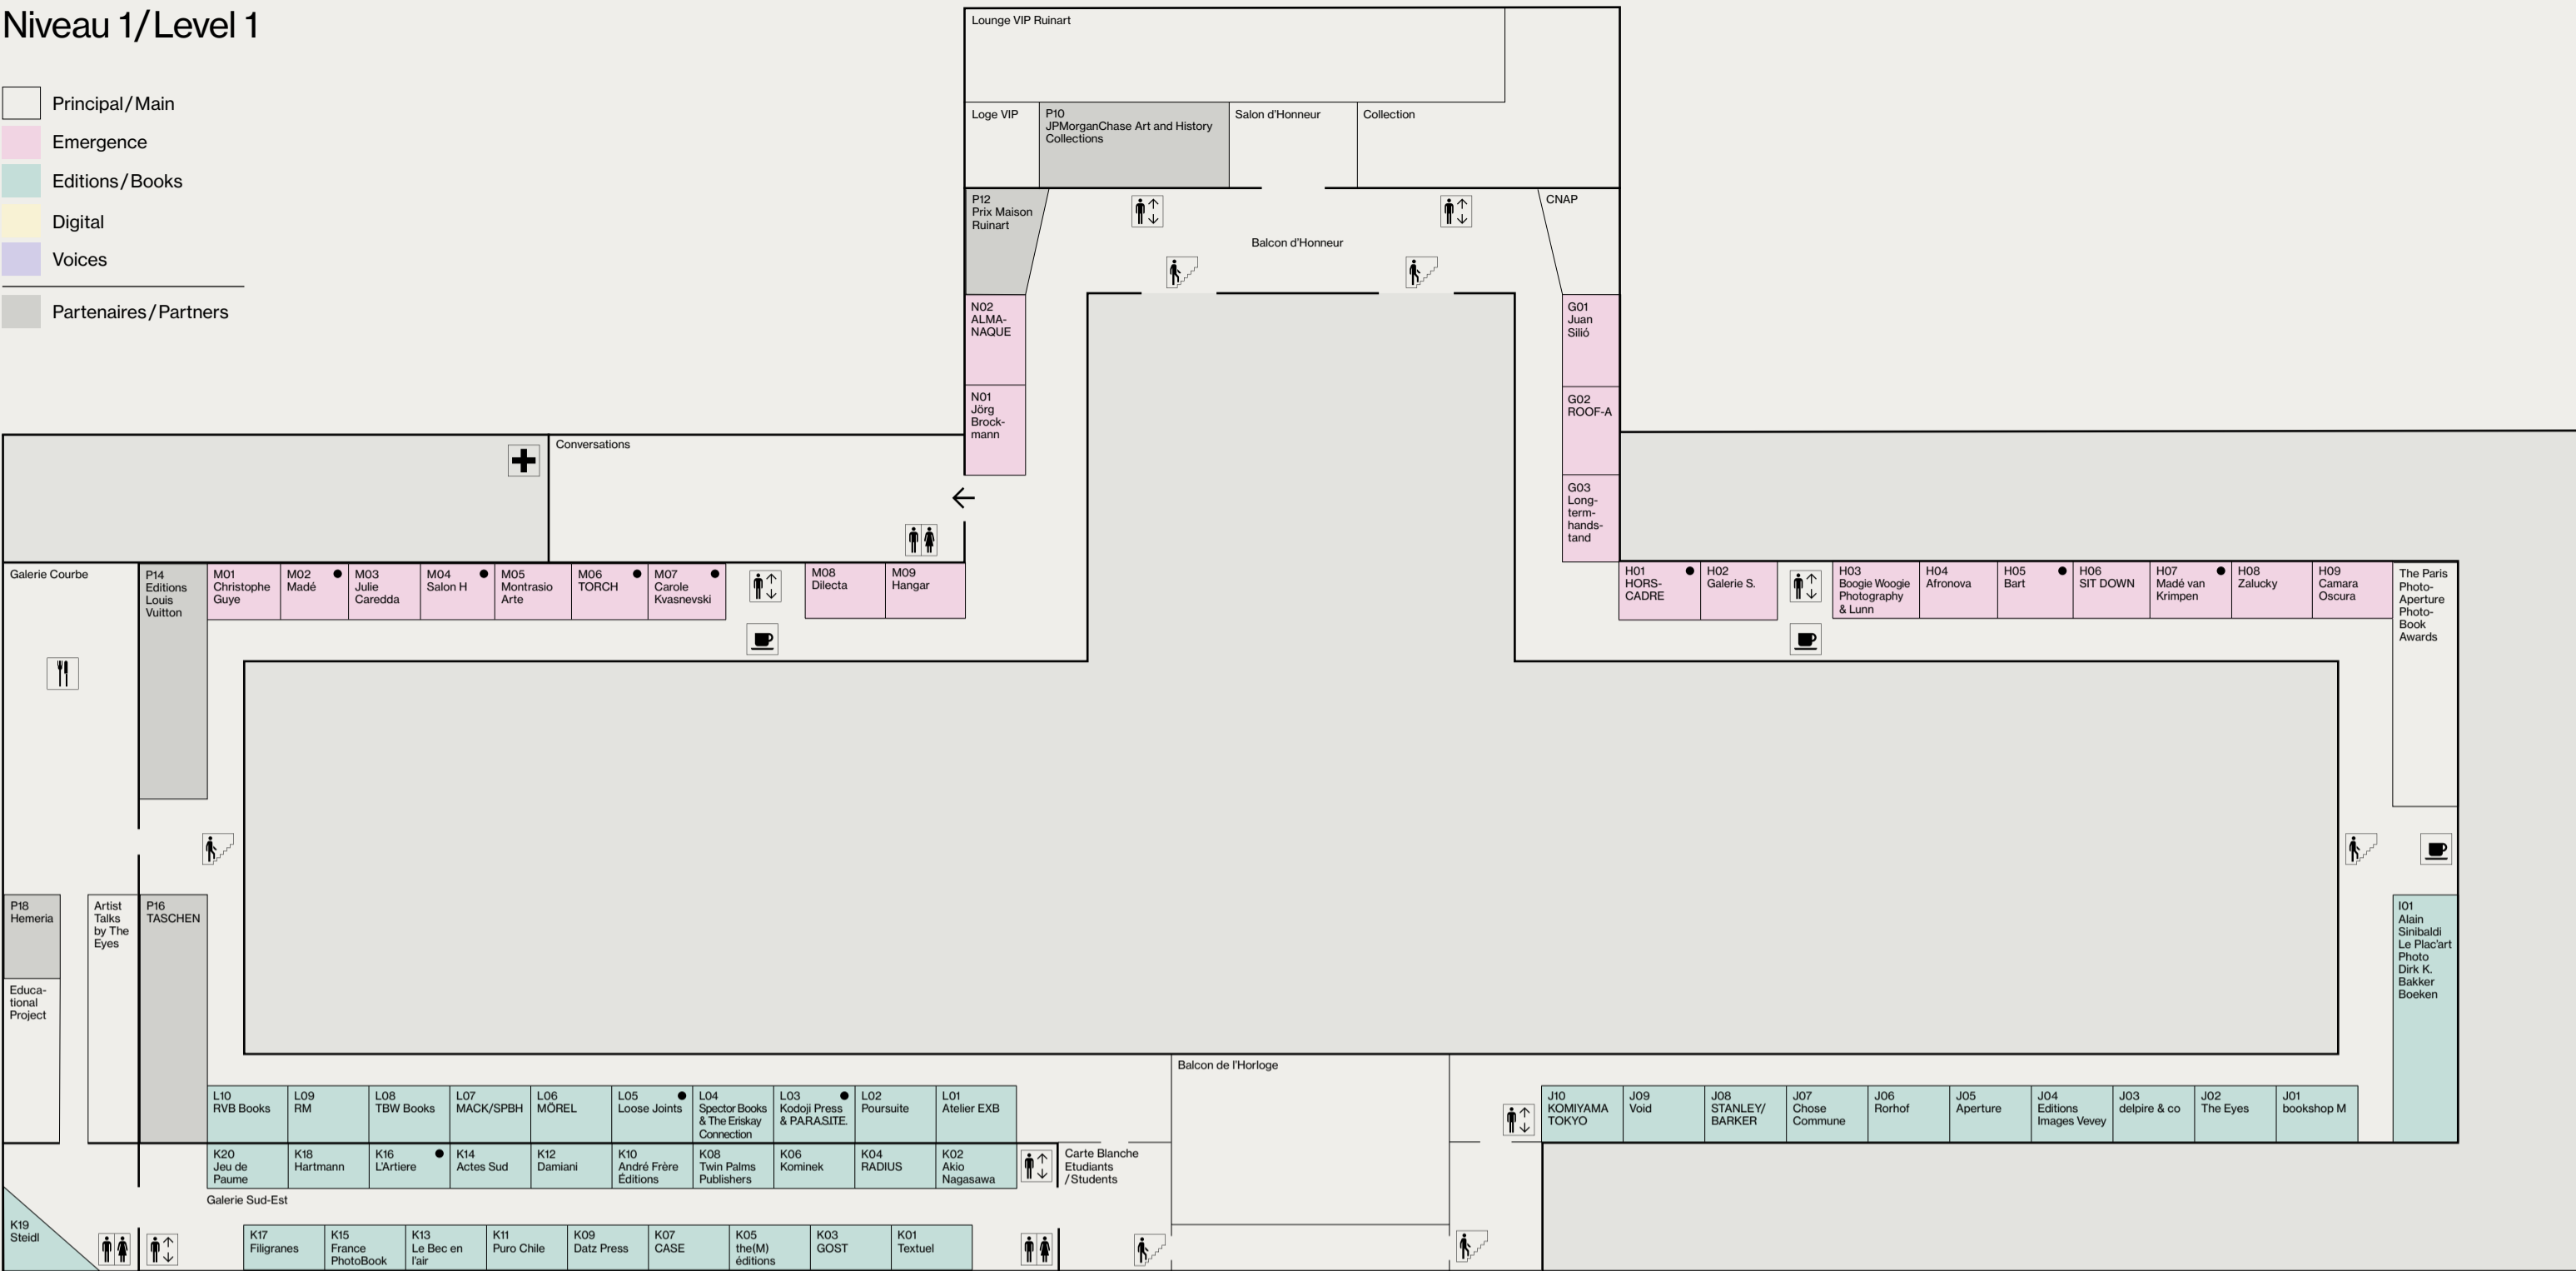 Niveau 1/Level 1
Principal/Main
Emergence
Editions/Books
Digital
Voices
Partenaires/Partners
Lounge VIP Ruinart
Loge VIP
P10
JPMorganChase Art and History
Collections
Salon d'Honneur
Collection
P12
Prix Maison
Ruinart
CNAP
Balcon d'Honneur
N02
ALMA-
NAQUE
N01
Jörg
Brock-
mann
G01
Juan
Silió
G02
ROOF-A
G03
Long-
term-
hands-
tand
Conversations
Galerie Courbe
P14
Editions
Louis
Vuitton
M01
Christophe
Guye
M02
Madé
M03
Julie
Caredda
M04
Salon H
M05
Montrasio
Arte
M06
TORCH
M07
Carole
Kvasnevski
M08
Dilecta
M09
Hangar
H01
HORS-
CADRE
H02
Galerie S.
H03
Boogie Woogie
Photography
& Lunn
H04
Afronova
H05
Bart
H06
SIT DOWN
H07
Madé van
Krimpen
H08
Zalucky
H09
Camara
Oscura
The Paris
Photo-
Aperture
Photo-
Book
Awards
P18
Hemeria
Artist
Talks
by The
Eyes
P16
TASCHEN
Educa-
tional
Project
I01
Alain
Sinibaldi
Le Plac'art
Photo
Dirk K.
Bakker
Boeken
Balcon de l'Horloge
L10
RVB Books
L09
RM
L08
TBW Books
L07
MACK/SPBH
L06
MÖREL
L05
Loose Joints
L04
Spector Books
& The Eriskay
Connection
L03
Kodoji Press
& P.A.R.A.S.I.T.E.
L02
Poursuite
L01
Atelier EXB
J10
KOMIYAMA
TOKYO
J09
Void
J08
STANLEY/
BARKER
J07
Chose
Commune
J06
Rorhof
J05
Aperture
J04
Editions
Images Vevey
J03
delpire & co
J02
The Eyes
J01
bookshop M
K20
Jeu de
Paume
K18
Hartmann
K16
L'Artiere
K14
Actes Sud
K12
Damiani
K10
André Frère
Éditions
K08
Twin Palms
Publishers
K06
Kominek
K04
RADIUS
K02
Akio
Nagasawa
Carte Blanche
Etudiants
/Students
Galerie Sud-Est
K19
Steidl
K17
Filigranes
K15
France
PhotoBook
K13
Le Bec en
l'air
K11
Puro Chile
K09
Datz Press
K07
CASE
K05
the(M)
éditions
K03
GOST
K01
Textuel